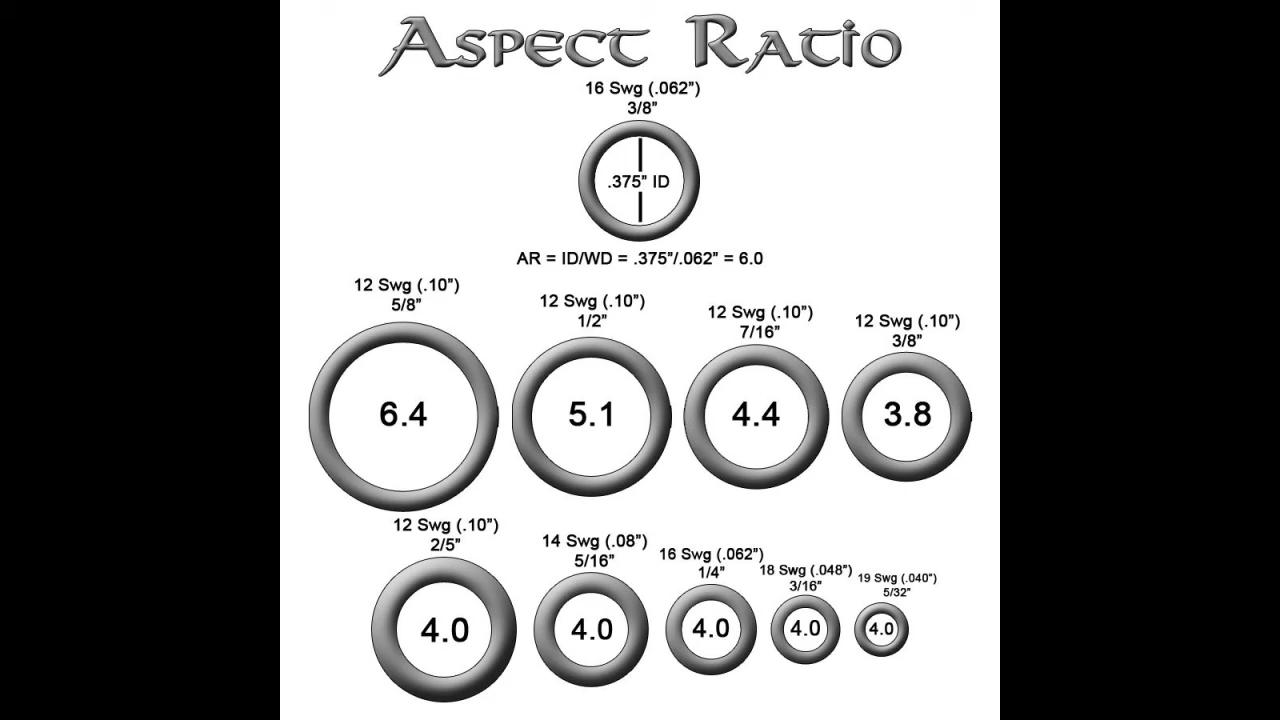 Aspect Ratio
16 Swg (.062”)
3/8”
.375” ID
AR = ID/WD = .375”/.062” = 6.0
12 Swg (.10”)
5/8”
6.4
12 Swg (.10”)
1/2”
5.1
12 Swg (.10”)
7/16”
4.4
12 Swg (.10”)
3/8”
3.8
12 Swg (.10”)
2/5”
4.0
14 Swg (.08”)
5/16”
4.0
16 Swg (.062”)
1/4”
4.0
18 Swg (.048”)
3/16”
4.0
19 Swg (.040”)
5/32”
4.0